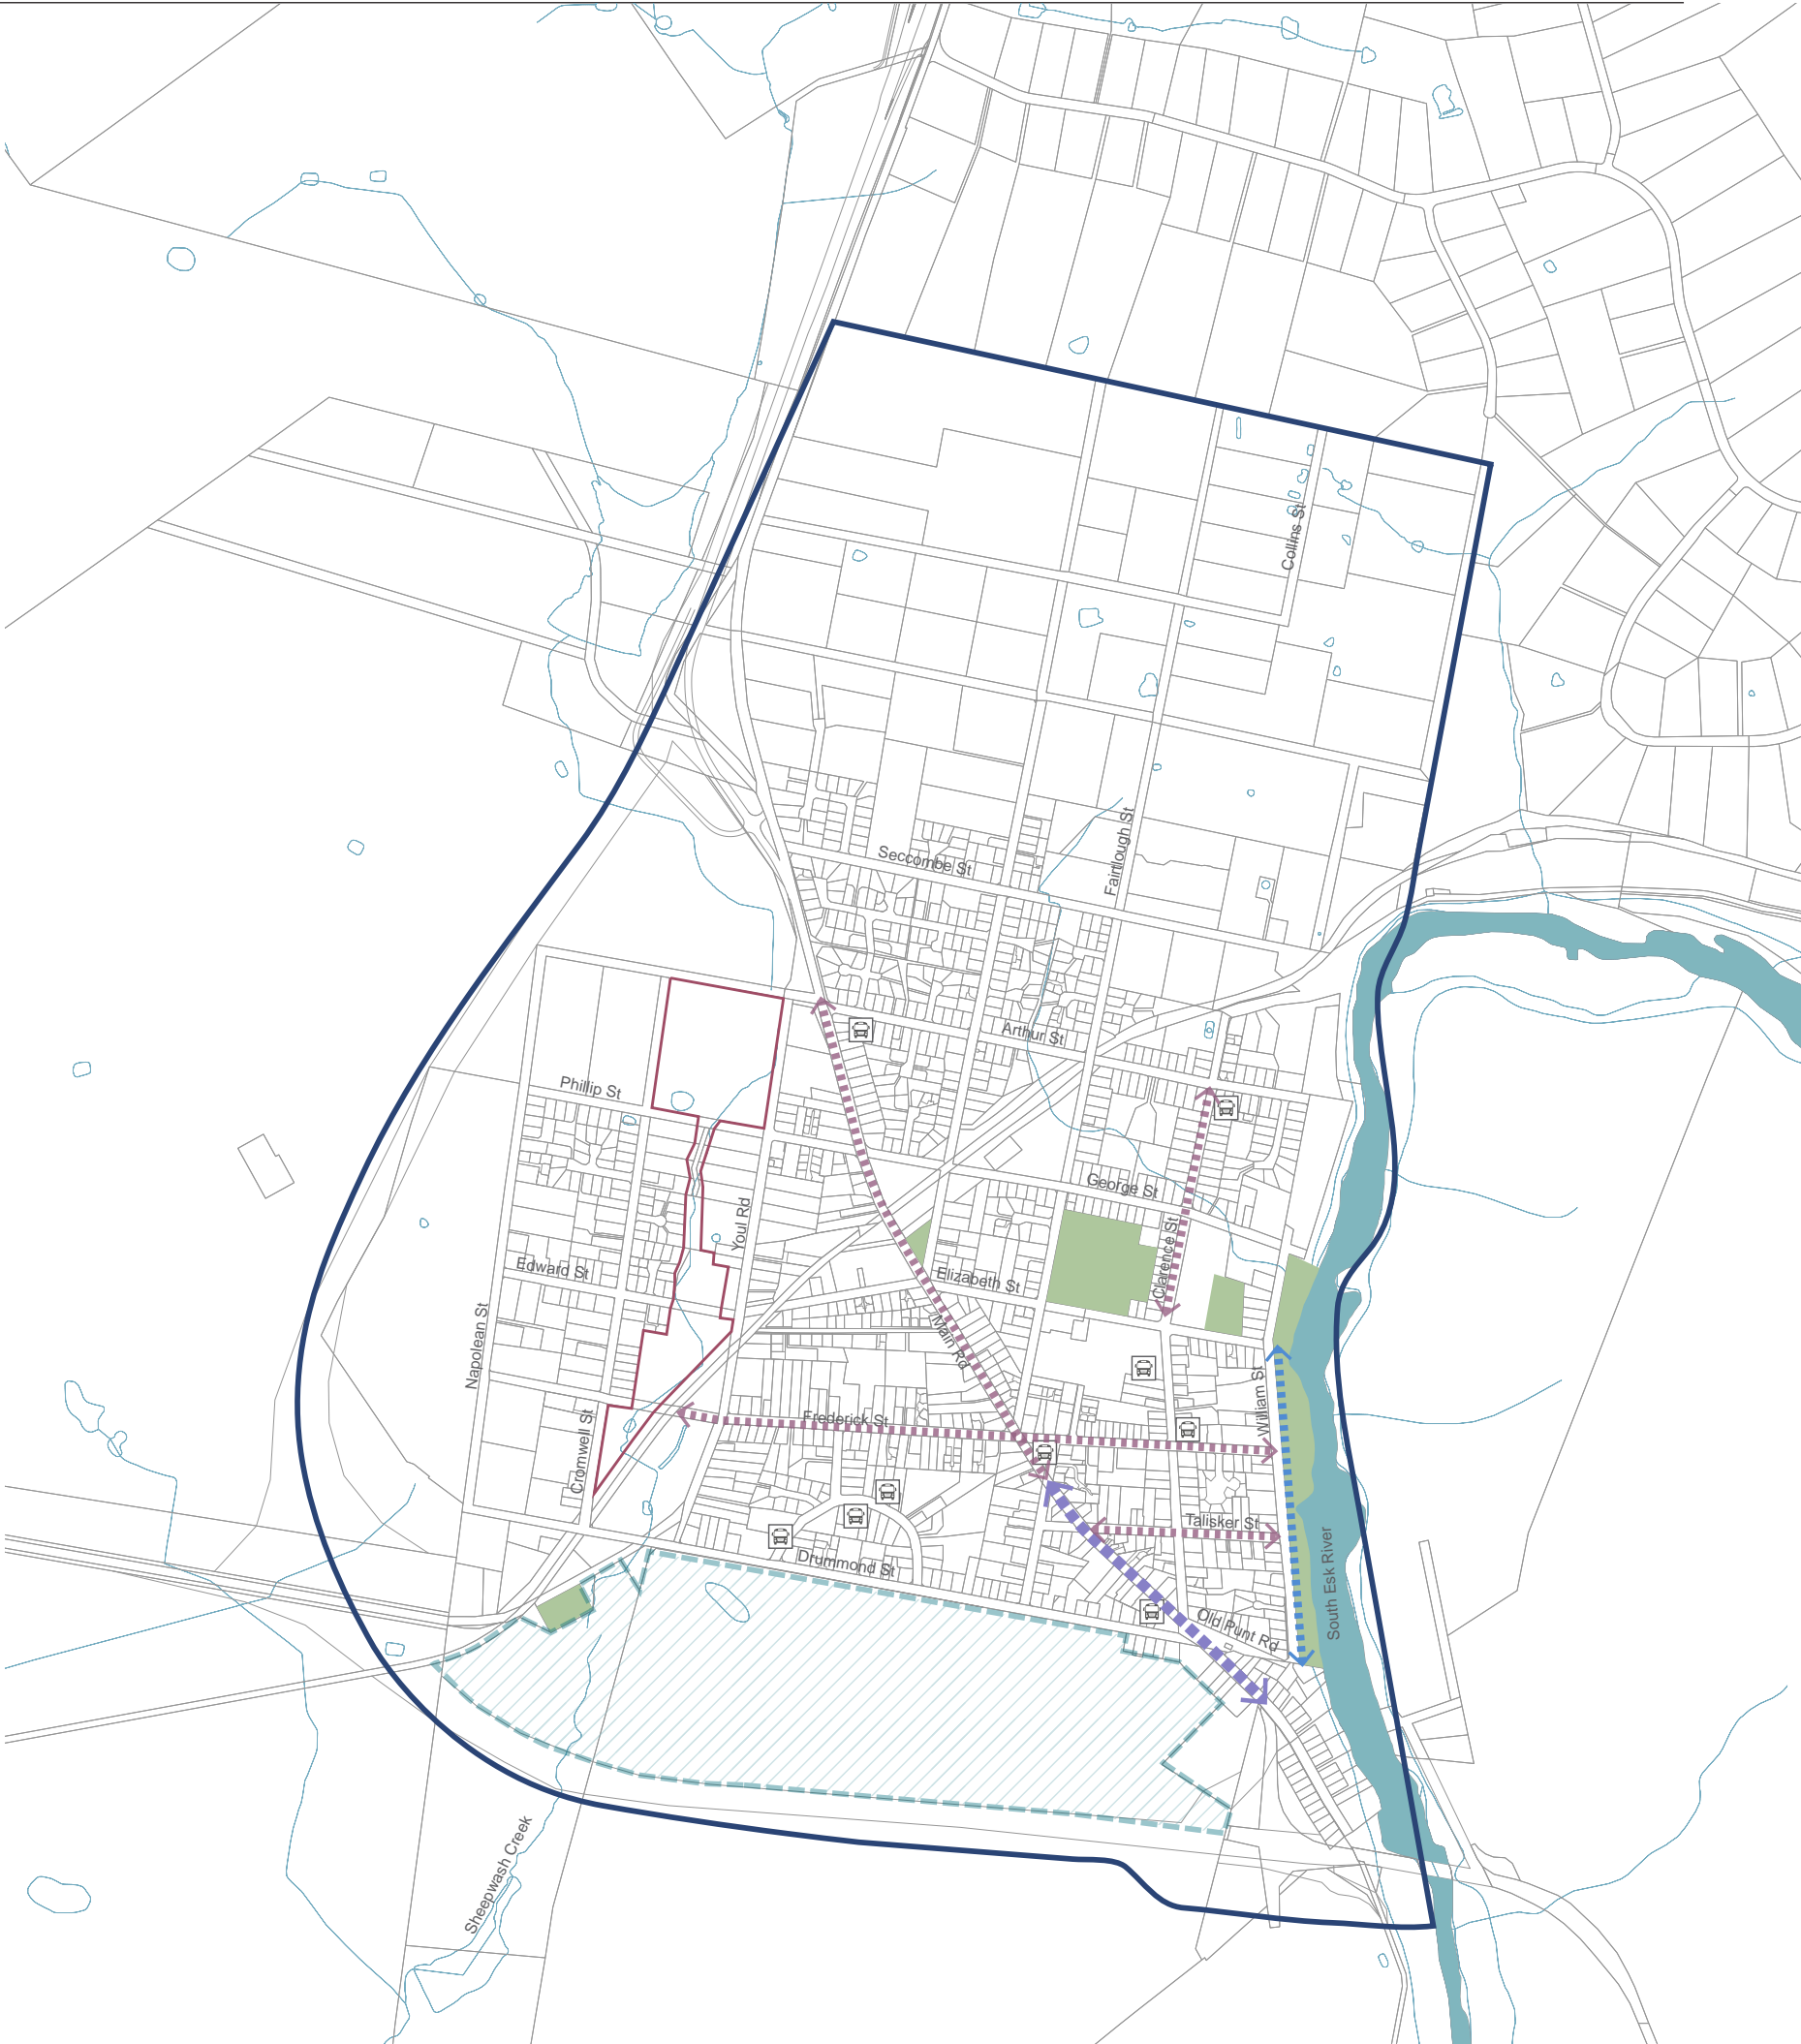 Collins St
Fairtlough St
Seccombe St
Arthur St
Phillip St
George St
Youl Rd
Clarence St
Edward St
Elizabeth St
Napolean St
Main Rd
William St
Frederick St
Cromwell St
Talisker St
South Esk River
Drummond St
Old Punt Rd
Sheepwash Creek